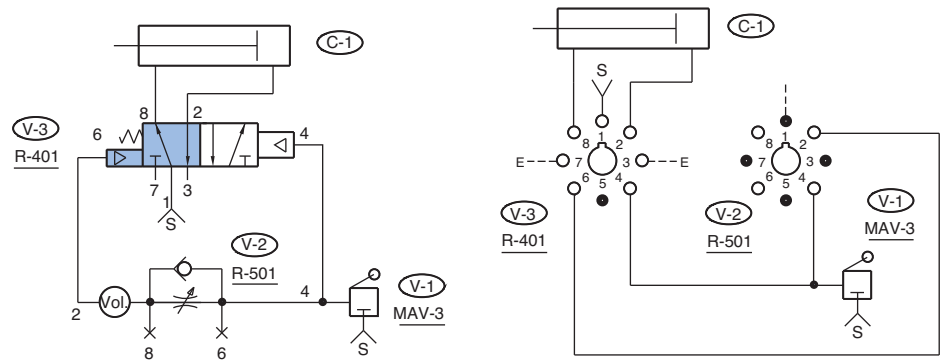 C-1
8 2
V-3
6
4
R-401
7 3
1
S
V-2
R-501
Vol.
2
4
V-1
MAV-3
8 6
S
C-1
S
8 1 2
E 7 3 E
6 5 4
V-3
R-401
8 1 2
7 3
6 5 4
V-2
R-501
V-1
MAV-3
S